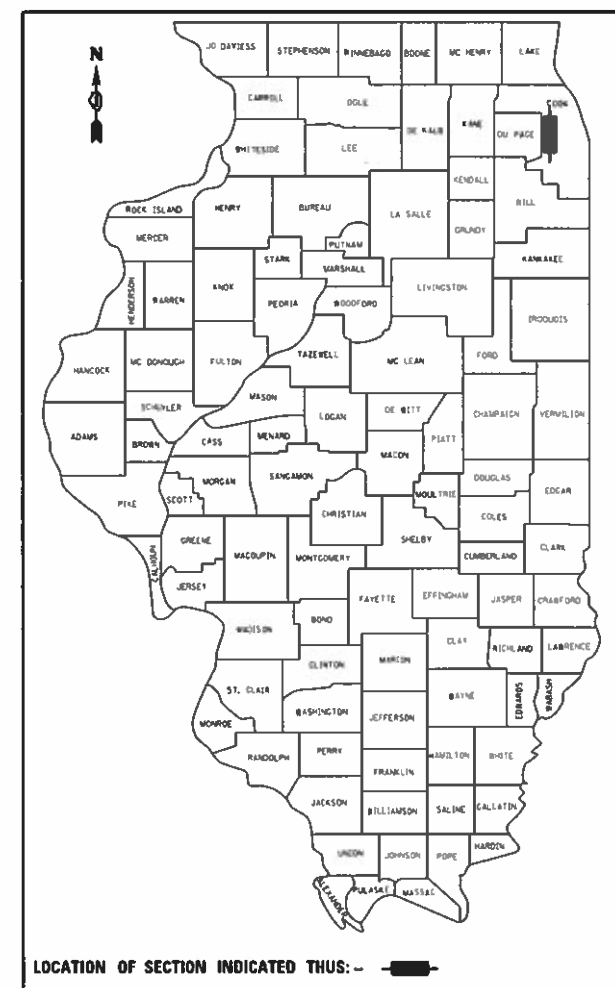 JO DAVIESS STEPHENSON WINNEBAGO BOONE MC HENRY LAKE
N
CARROLL OGLE DE KALB KANE COOK
DU PAGE
WHITESIDE LEE
KENDALL
ROCK ISLAND HENRY BUREAU LA SALLE WILL
MERCER PUTNAM GRUNDY
STARK MARSHALL KANKAKEE
HENDERSON WARREN KNOX PEORIA WOODFORD LIVINGSTON
IROQUOIS
HANCOCK MC DONOUGH FULTON TAZEWELL MC LEAN FORD
MASON
SCHUYLER LOGAN DE WITT CHAMPAIGN VERMILION
ADAMS BROWN CASS MENARD PIATT
MACON
MORGAN SANGAMON DOUGLAS
PIKE SCOTT MOULTRIE EDGAR
CHRISTIAN COLES
GREENE MACOUPIN MONTGOMERY SHELBY CUMBERLAND CLARK
CALHOUN
JERSEY FAYETTE EFFINGHAM JASPER CRAWFORD
MADISON BOND
CLAY RICHLAND LAWRENCE
CLINTON MARION
ST. CLAIR WAYNE EDWARDS WABASH
MONROE WASHINGTON JEFFERSON
RANDOLPH PERRY HAMILTON WHITE
FRANKLIN
JACKSON WILLIAMSON SALINE GALLATIN
UNION JOHNSON POPE HARDIN
ALEXANDER PULASKI MASSAC
LOCATION OF SECTION INDICATED THUS: -